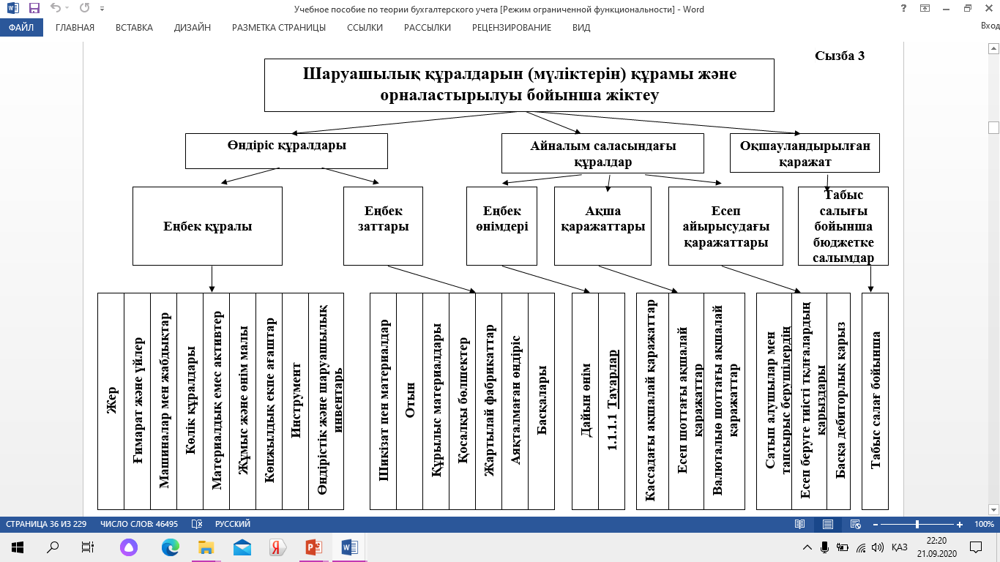 Учебное пособие по теории бухгалтерского учета [Режим ограниченной функциональности] - Word
ФАЙЛ ГЛАВНАЯ ВСТАВКА ДИЗАЙН РАЗМЕТКА СТРАНИЦЫ ССЫЛКИ РАССЫЛКИ РЕЦЕНЗИРОВАНИЕ ВИД Вход
Сызба 3
Шаруашылық құралдарын (мүліктерін) құрамы және
орналастырылуы бойынша жіктеу
Өндіріс құралдары
Айналым саласындағы
құралдар
Оқшауландырылған
қаражат
Еңбек құралы
Еңбек
заттары
Еңбек
өнімдері
Ақша
қаражаттары
Есеп
айырысудағы
қаражаттары
Табыс
салығы
бойынша
бюджетке
салымдар
Жер
Ғимарат және үйлер
Машиналар мен жабдықтар
Көлік құралдары
Материалдық емес активтер
Жұмыс және өнім малы
Көпжылдық екпе ағаштар
Инструмент
Өндірістік және шаруашылық
инвентарь
Шикізат пен материалдар
Отын
Құрылыс материалдары
Қосалқы бөлшектер
Жартылай фабрикаттар
Аяқталмаған өндіріс
Басқалары
Дайын өнім
1.1.1.1 Тауарлар
Кассадағы ақшалай қаражаттар
Есеп шоттағы ақшалай
қаражаттар
Валюталық шоттағы ақшалай
қаражаттар
Сатып алушылар мен
тапсырыс берушілердің
Есеп беруге тиісті тқлғалардың
қарыздары
Басқа дебиторлық қарыз
Табыс салағ бойынша
СТРАНИЦА 36 ИЗ 229 ЧИСЛО СЛОВ: 46495 РУССКИЙ 100%
ҚАЗ
22:20
21.09.2020